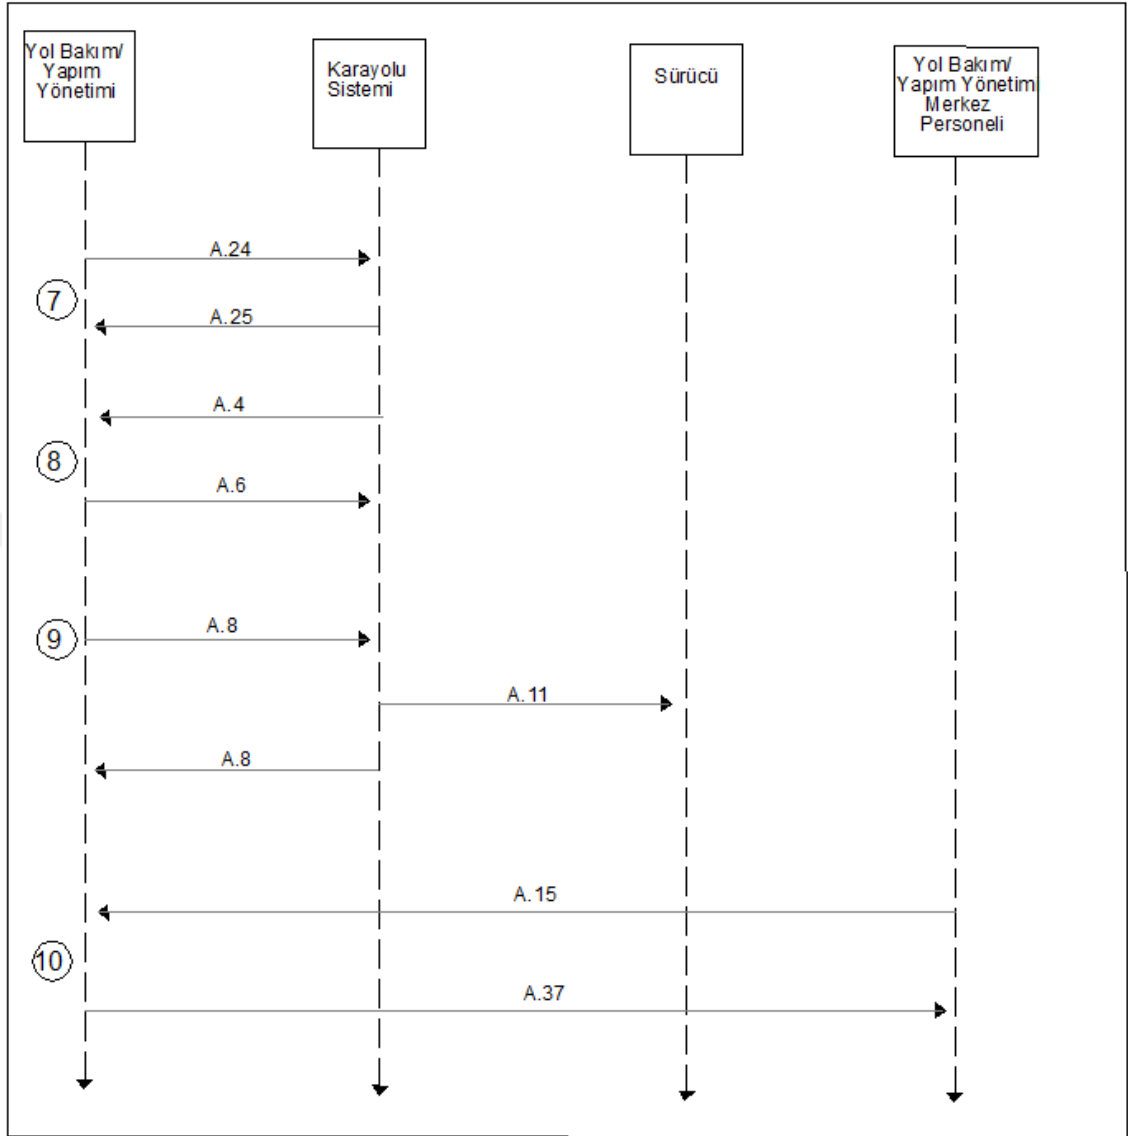 Yol Bakım/
Yapım
Yönetimi
Karayolu
Sistemi
Sürücü
Yol Bakım/
Yapım Yönetimi
Merkez
Personeli
A.24
7
A.25
A.4
8
A.6
9
A.8
A.11
A.8
A.15
10
A.37